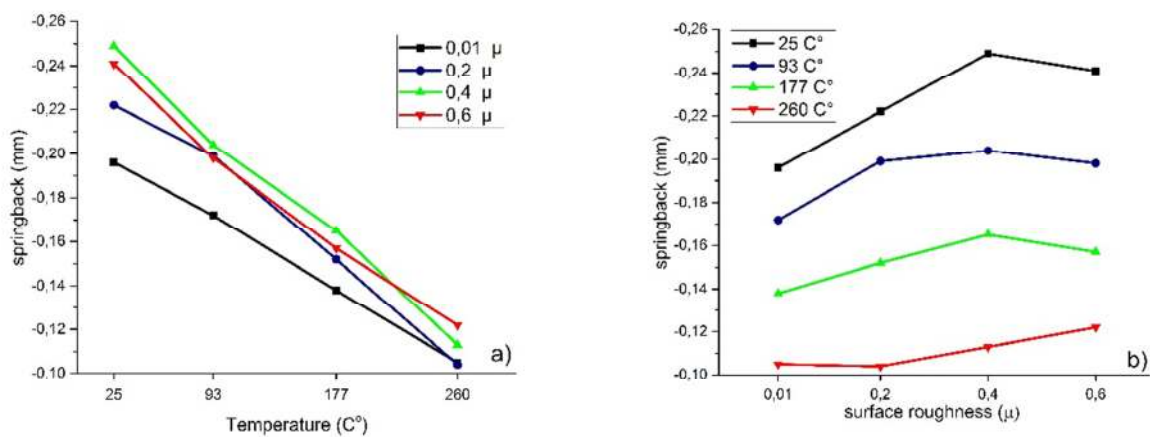 -0,26
-0,24
-0,22
-0,20
-0,18
-0,16
-0,14
-0,12
-0,10
springback (mm)
0,01 μ
0,2 μ
0,4 μ
0,6 μ
a)
25 93 177 260
Temperature (C°)
-0,26
-0,24
-0,22
-0,20
-0,18
-0,16
-0,14
-0,12
-0,10
springback (mm)
25 C°
93 C°
177 C°
260 C°
b)
0,01 0,2 0,4 0,6
surface roughness (μ)